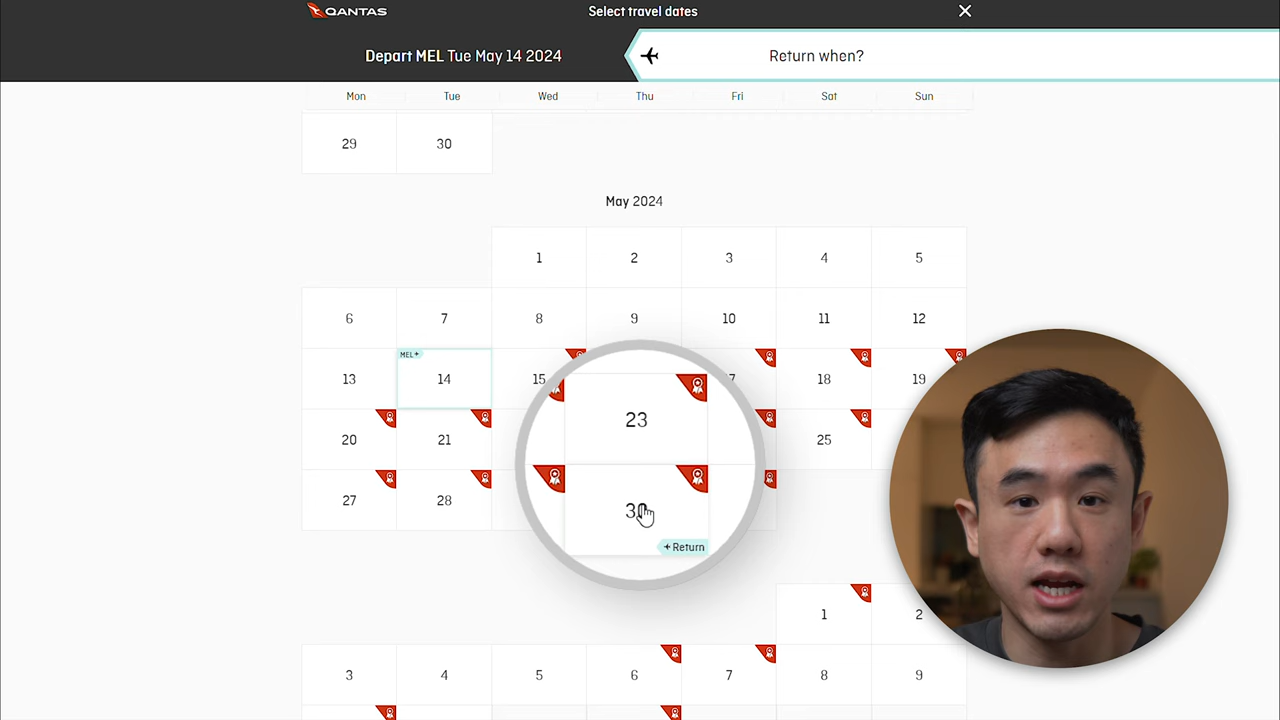 QANTAS
Select travel dates
Depart MEL Tue May 14 2024
Return when?
Mon Tue Wed Thu Fri Sat Sun
29 30
May 2024
1 2 3 4 5
6 7 8 9 10 11 12
MEL
13 14 15 18 19
20 21 23 25
27 28 30
Return
1 2
3 4 5 6 7 8 9